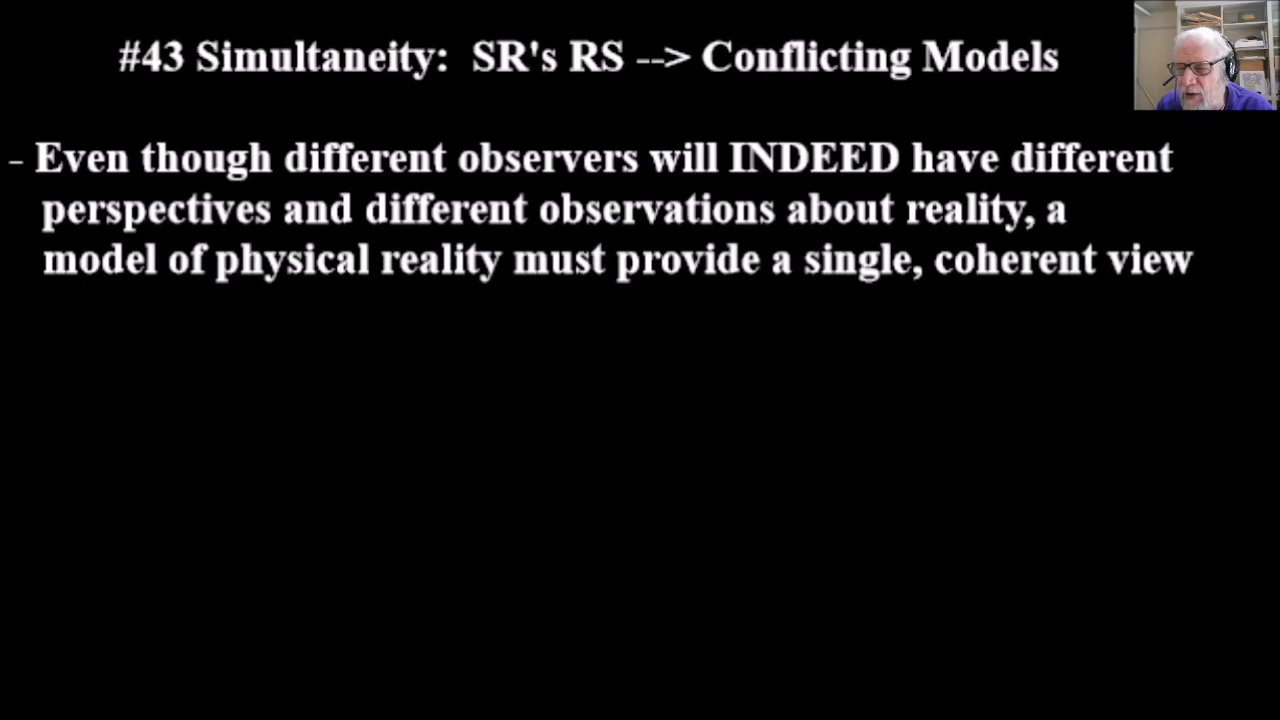 #43 Simultaneity: SR's RS --> Conflicting Models
- Even though different observers will INDEED have different
perspectives and different observations about reality, a
model of physical reality must provide a single, coherent view